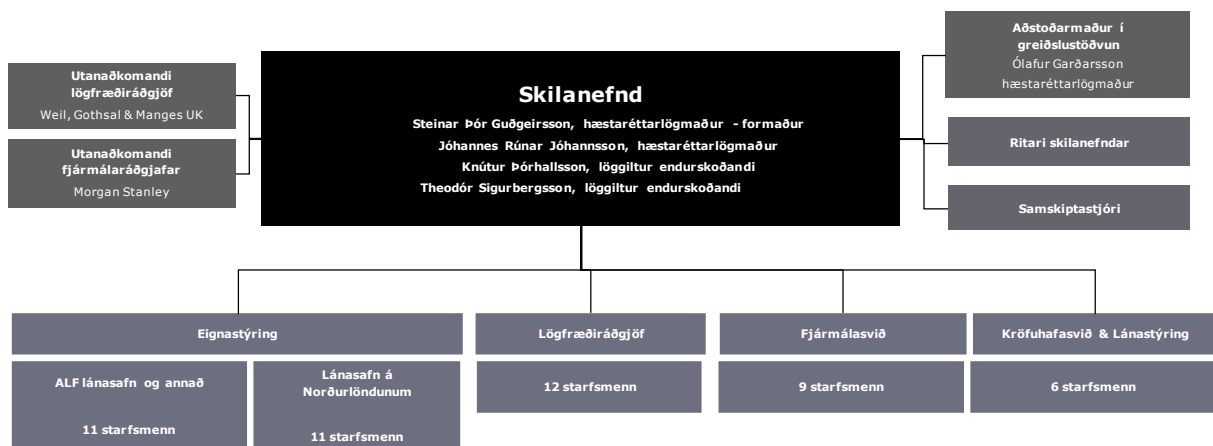 Utanaðkomandi
lögfræðiráðgjöf
Weil, Gothsal & Manges UK
Utanaðkomandi
fjármálaráðgjafar
Morgan Stanley
Skilanefnd
Steinar Þór Guðgeirsson, hæstaréttarlögmaður - formaður
Jóhannes Rúnar Jóhannsson, hæstaréttarlögmaður
Knútur Þórhallsson, löggiltur endurskoðandi
Theodór Sigurbergsson, löggiltur endurskoðandi
Aðstoðarmaður í
greiðslustöðvun
Ólafur Garðarsson
hæstaréttarlögmaður
Ritari skilanefndar
Samskiptastjóri
Eignastýring
ALF lánasafn og annað
11 starfsmenn
Lánasafn á
Norðurlöndunum
11 starfsmenn
Lögfræðiráðgjöf
12 starfsmenn
Fjármálasvið
9 starfsmenn
Kröfuhafasvið & Lánastýring
6 starfsmenn